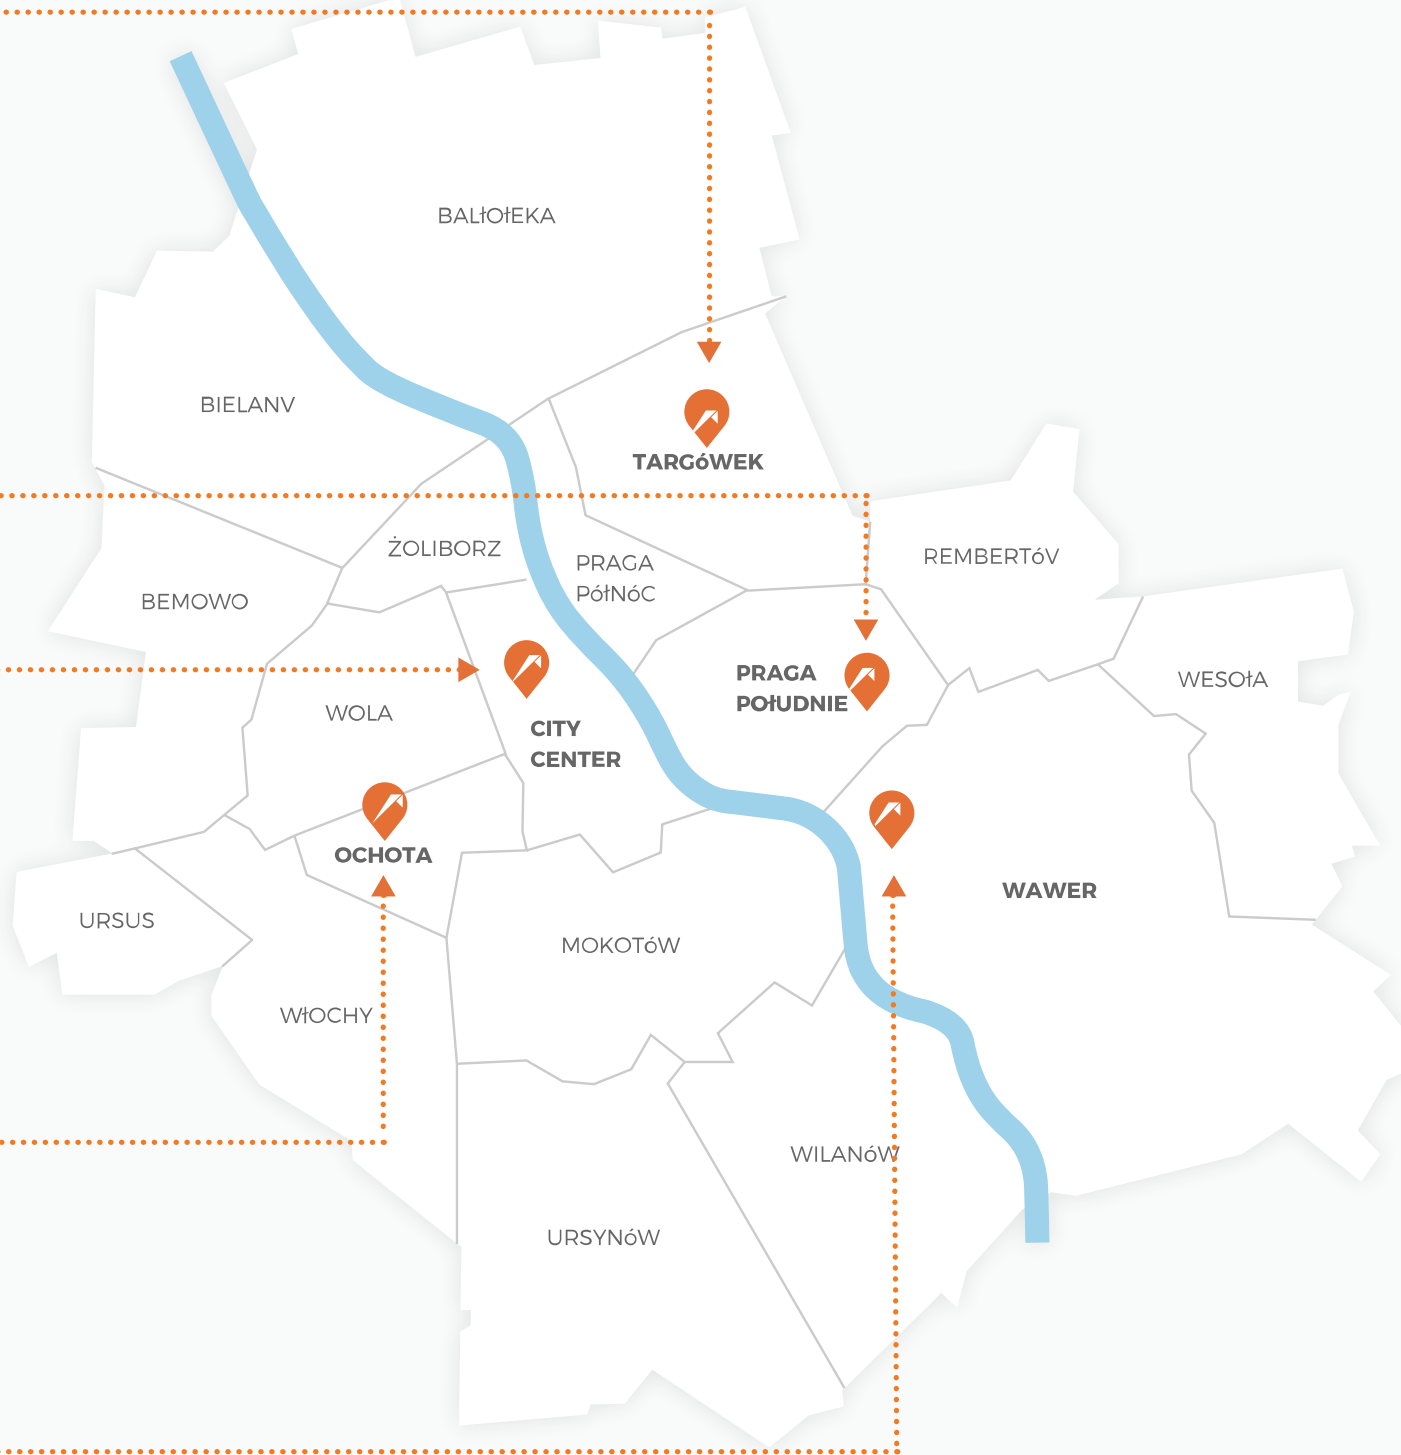 BALłOłEKA
BIELANV
TARGóWEK
ŻOLIBORZ
PRAGA
PółNóC
REMBERTóV
BEMOWO
PRAGA
POłUDNIE
WESOłA
WOLA
CITY
CENTER
OCHOTA
WAWER
URSUS
MOKOTóW
WłOCHY
WILANóW
URSYNóW